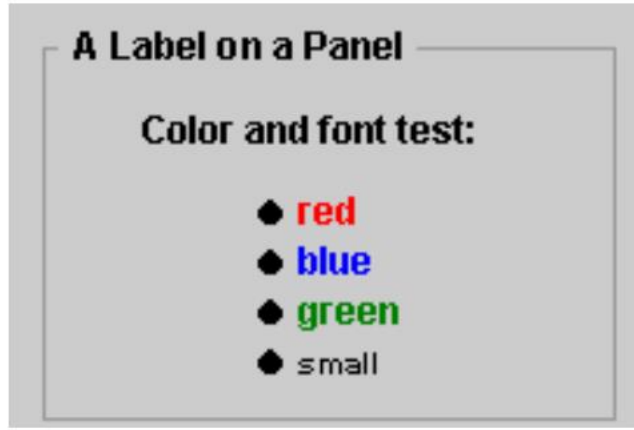 A Label on a Panel
Color and font test:
red
blue
green
small